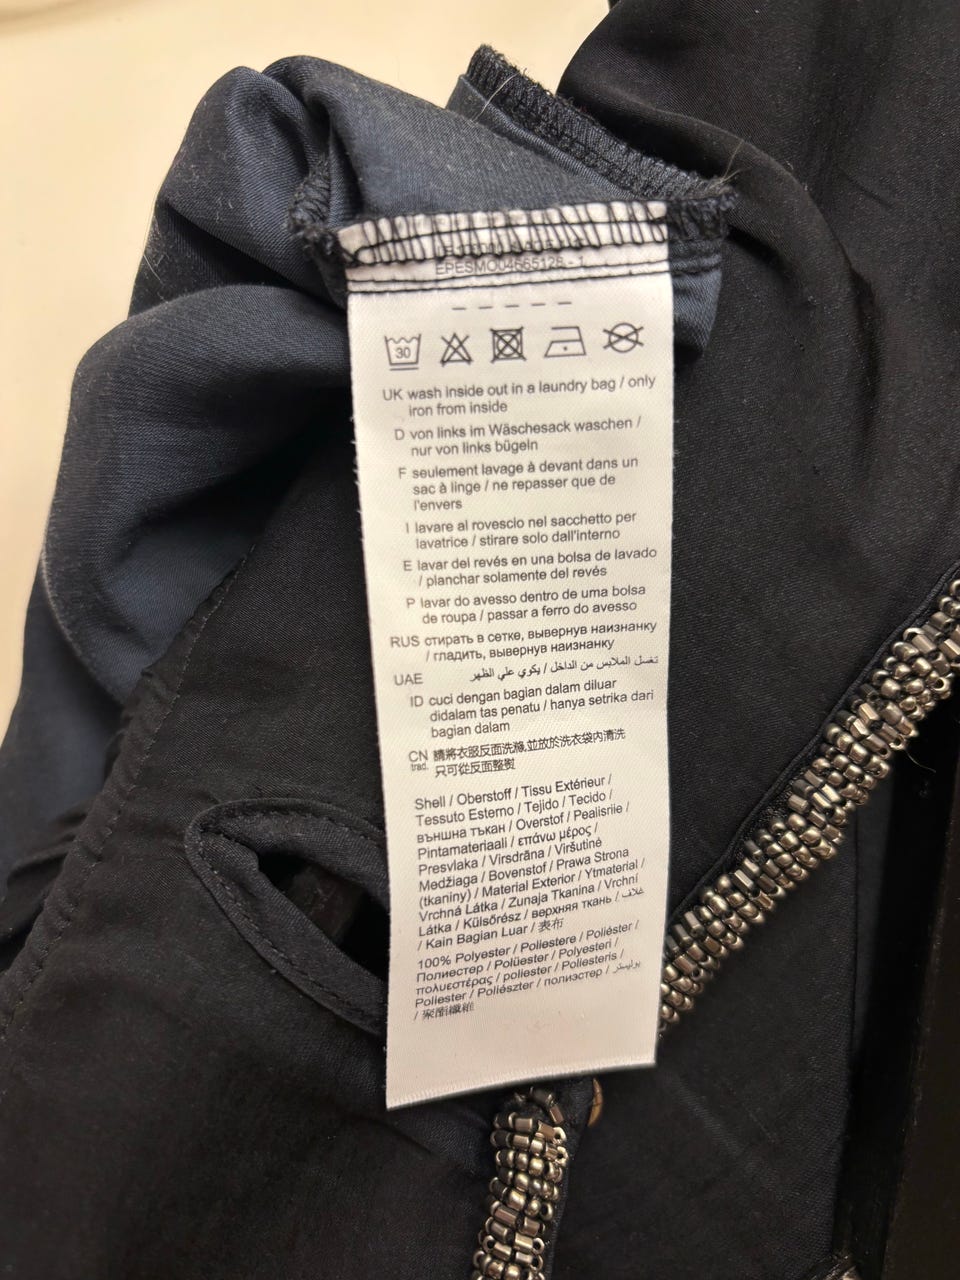 EPESMO04665128 - 1
30
UK wash inside out in a laundry bag / only
iron from inside
D von links im Wäschesack waschen /
nur von links bügeln
F seulement lavage à devant dans un
sac à linge / ne repasser que de
l'envers
I lavare al rovescio nel sacchetto per
lavatrice / stirare solo dall'interno
E lavar del revés en una bolsa de lavado
/ planchar solamente del revés
P lavar do avesso dentro de uma bolsa
de roupa / passar a ferro do avesso
RUS стирать в сетке, вывернув наизнанку
/ гладить, вывернув наизнанку
UAE تغسل الملابس من الداخل / يكوي علي الظهر
ID cuci dengan bagian dalam diluar
didalam tas penatu / hanya setrika dari
bagian dalam
CN 請將衣服反面洗滌,並放於洗衣袋內清洗
trad. 只可從反面整熨
Shell / Oberstoff / Tissu Extérieur /
Tessuto Esterno / Tejido / Tecido /
външна тъкан / Overstof / Pealisriie /
Pintamateriaali / επάνω μέρος /
Presvlaka / Virsdrāna / Viršutinė
Medžiaga / Bovenstof / Prawa Strona
(tkaniny) / Material Exterior / Ytmaterial /
Vrchná Látka / Zunaja Tkanina / Vrchní
Látka / Külsőrész / верхняя ткань / غلاف
/ Kain Bagian Luar / 表布
100% Polyester / Poliestere / Poliéster /
Полиестер / Polüester / Polyesteri /
πολυεστέρας / poliester / Poliesteris /
Poliester / Poliészter / полиэстер / بوليستر
/ 聚酯纖維